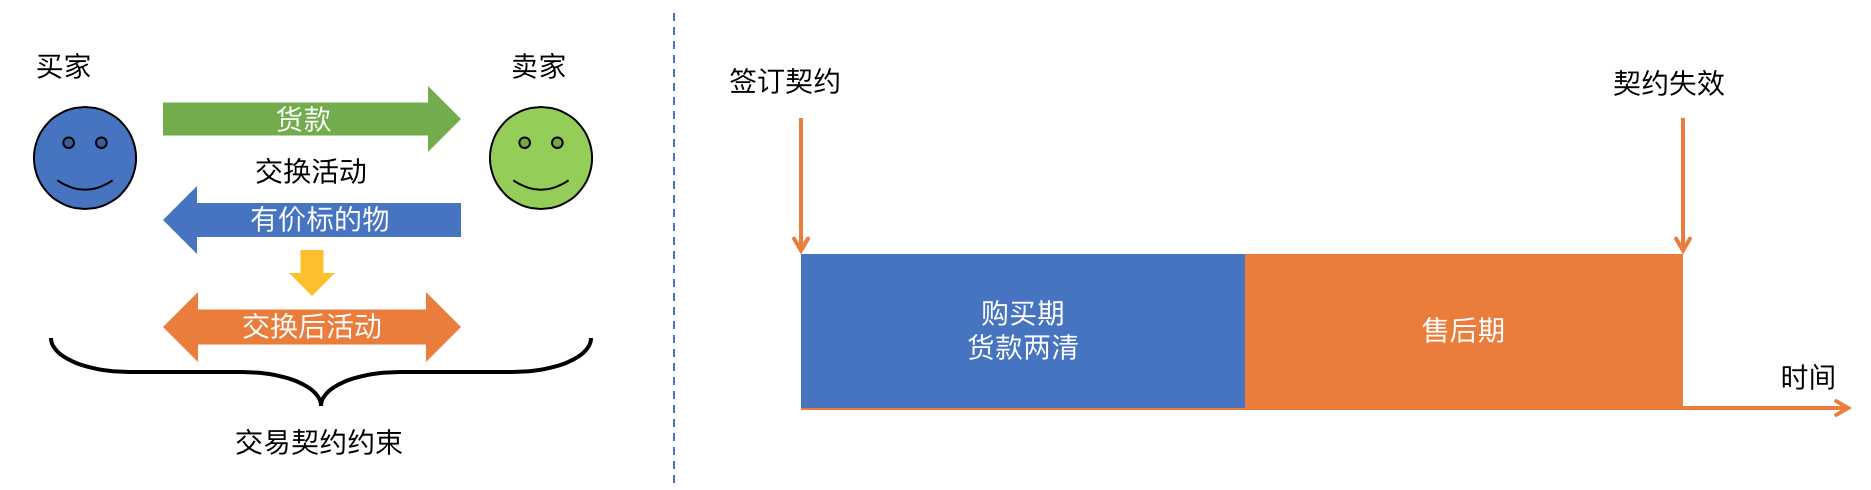 买家
卖家
货款
交换活动
有价标的物
交换后活动
交易契约约束
签订契约
契约失效
购买期
货款两清
售后期
时间